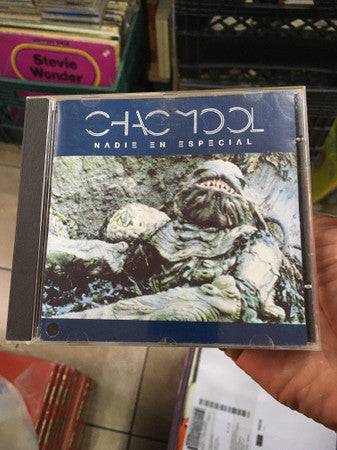 Stevie
Wonder
CHAC MOOL
NADIE EN ESPECIAL